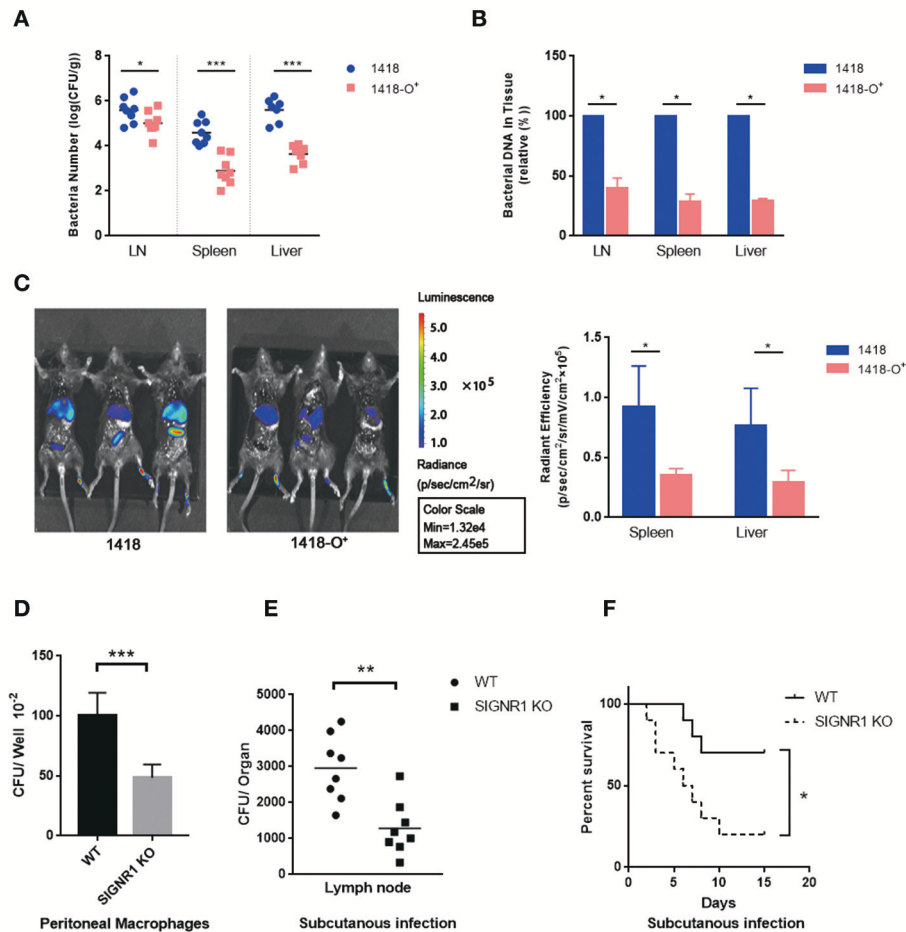 A
Bacteria Number (log(CFU/g))
8
6
4
2
0
*
***
***
LN
Spleen
Liver
1418
1418-O⁺
B
Bacterial DNA in Tissue
(relative (%))
150
100
50
0
*
*
*
LN
Spleen
Liver
1418
1418-O⁺
C
1418
1418-O⁺
Luminescence
5.0
4.0
3.0
2.0
1.0
×10⁵
Radiance
(p/sec/cm²/sr)
Color Scale
Min=1.32e4
Max=2.45e5
Radiant Efficiency
(p/sec/cm²/sr/mV/cm²×10⁶)
1.5
1.0
0.5
0.0
*
*
Spleen
Liver
1418
1418-O⁺
D
CFU/ Well 10⁻²
150
100
50
0
***
WT
SIGNR1 KO
Peritoneal Macrophages
E
CFU/ Organ
5000
4000
3000
2000
1000
0
**
WT
SIGNR1 KO
Lymph node
Subcutanous infection
F
Percent survival
100
50
0
WT
SIGNR1 KO
*
0
5
10
15
20
Days
Subcutanous infection